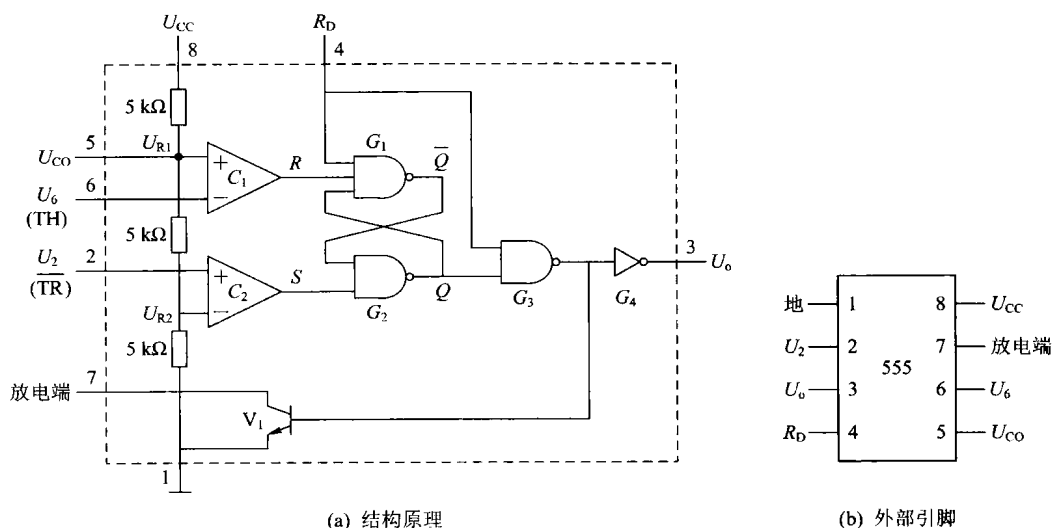 U_CC
8
R_D
4
5 kΩ
U_CO
5
U_R1
+
C_1
−
R
G_1
Q̅
U_6
6
(TH)
5 kΩ
U_2
2
(T̅R̅)
+
C_2
−
S
G_2
Q
G_3
G_4
3
U_o
U_R2
5 kΩ
放电端
7
V_1
1
(a) 结构原理
地 1 8 U_CC
U_2 2 7 放电端
555
U_o 3 6 U_6
R_D 4 5 U_CO
(b) 外部引脚